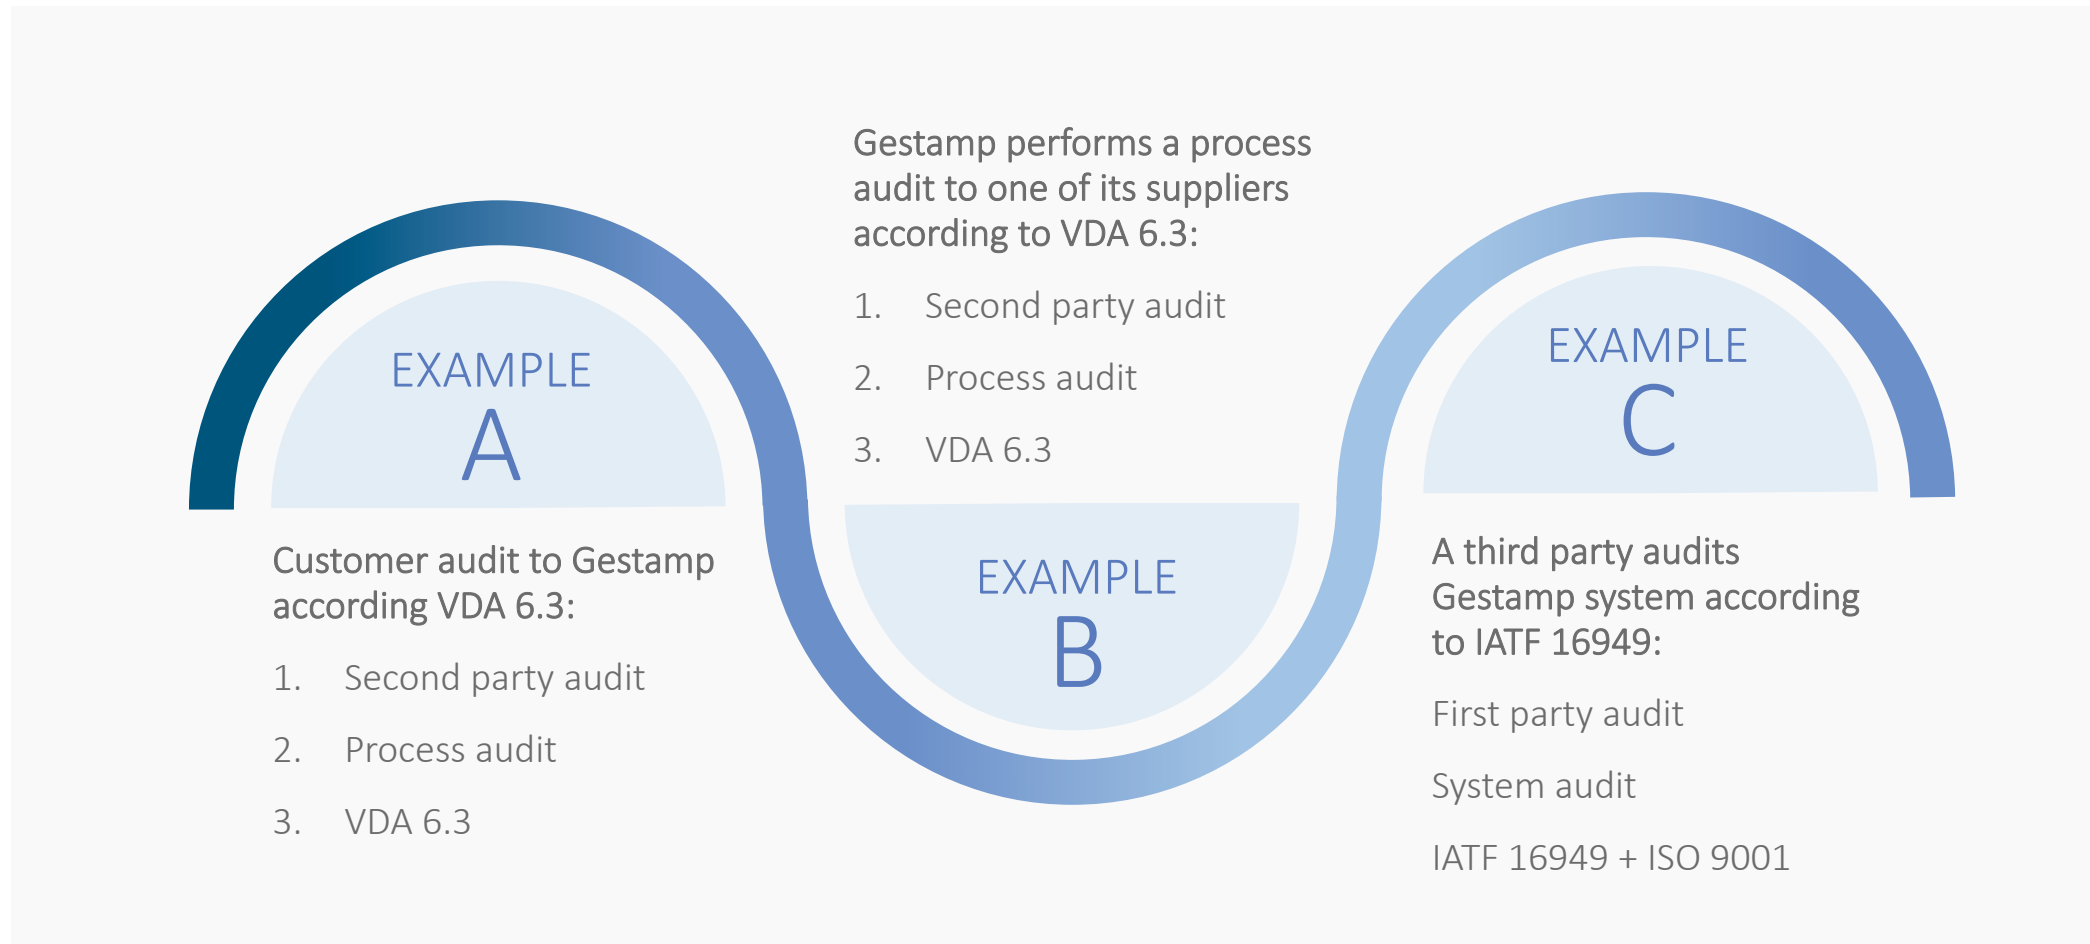 EXAMPLE
A
Customer audit to Gestamp
according VDA 6.3:
1. Second party audit
2. Process audit
3. VDA 6.3
Gestamp performs a process
audit to one of its suppliers
according to VDA 6.3:
1. Second party audit
2. Process audit
3. VDA 6.3
EXAMPLE
B
EXAMPLE
C
A third party audits
Gestamp system according
to IATF 16949:
First party audit
System audit
IATF 16949 + ISO 9001